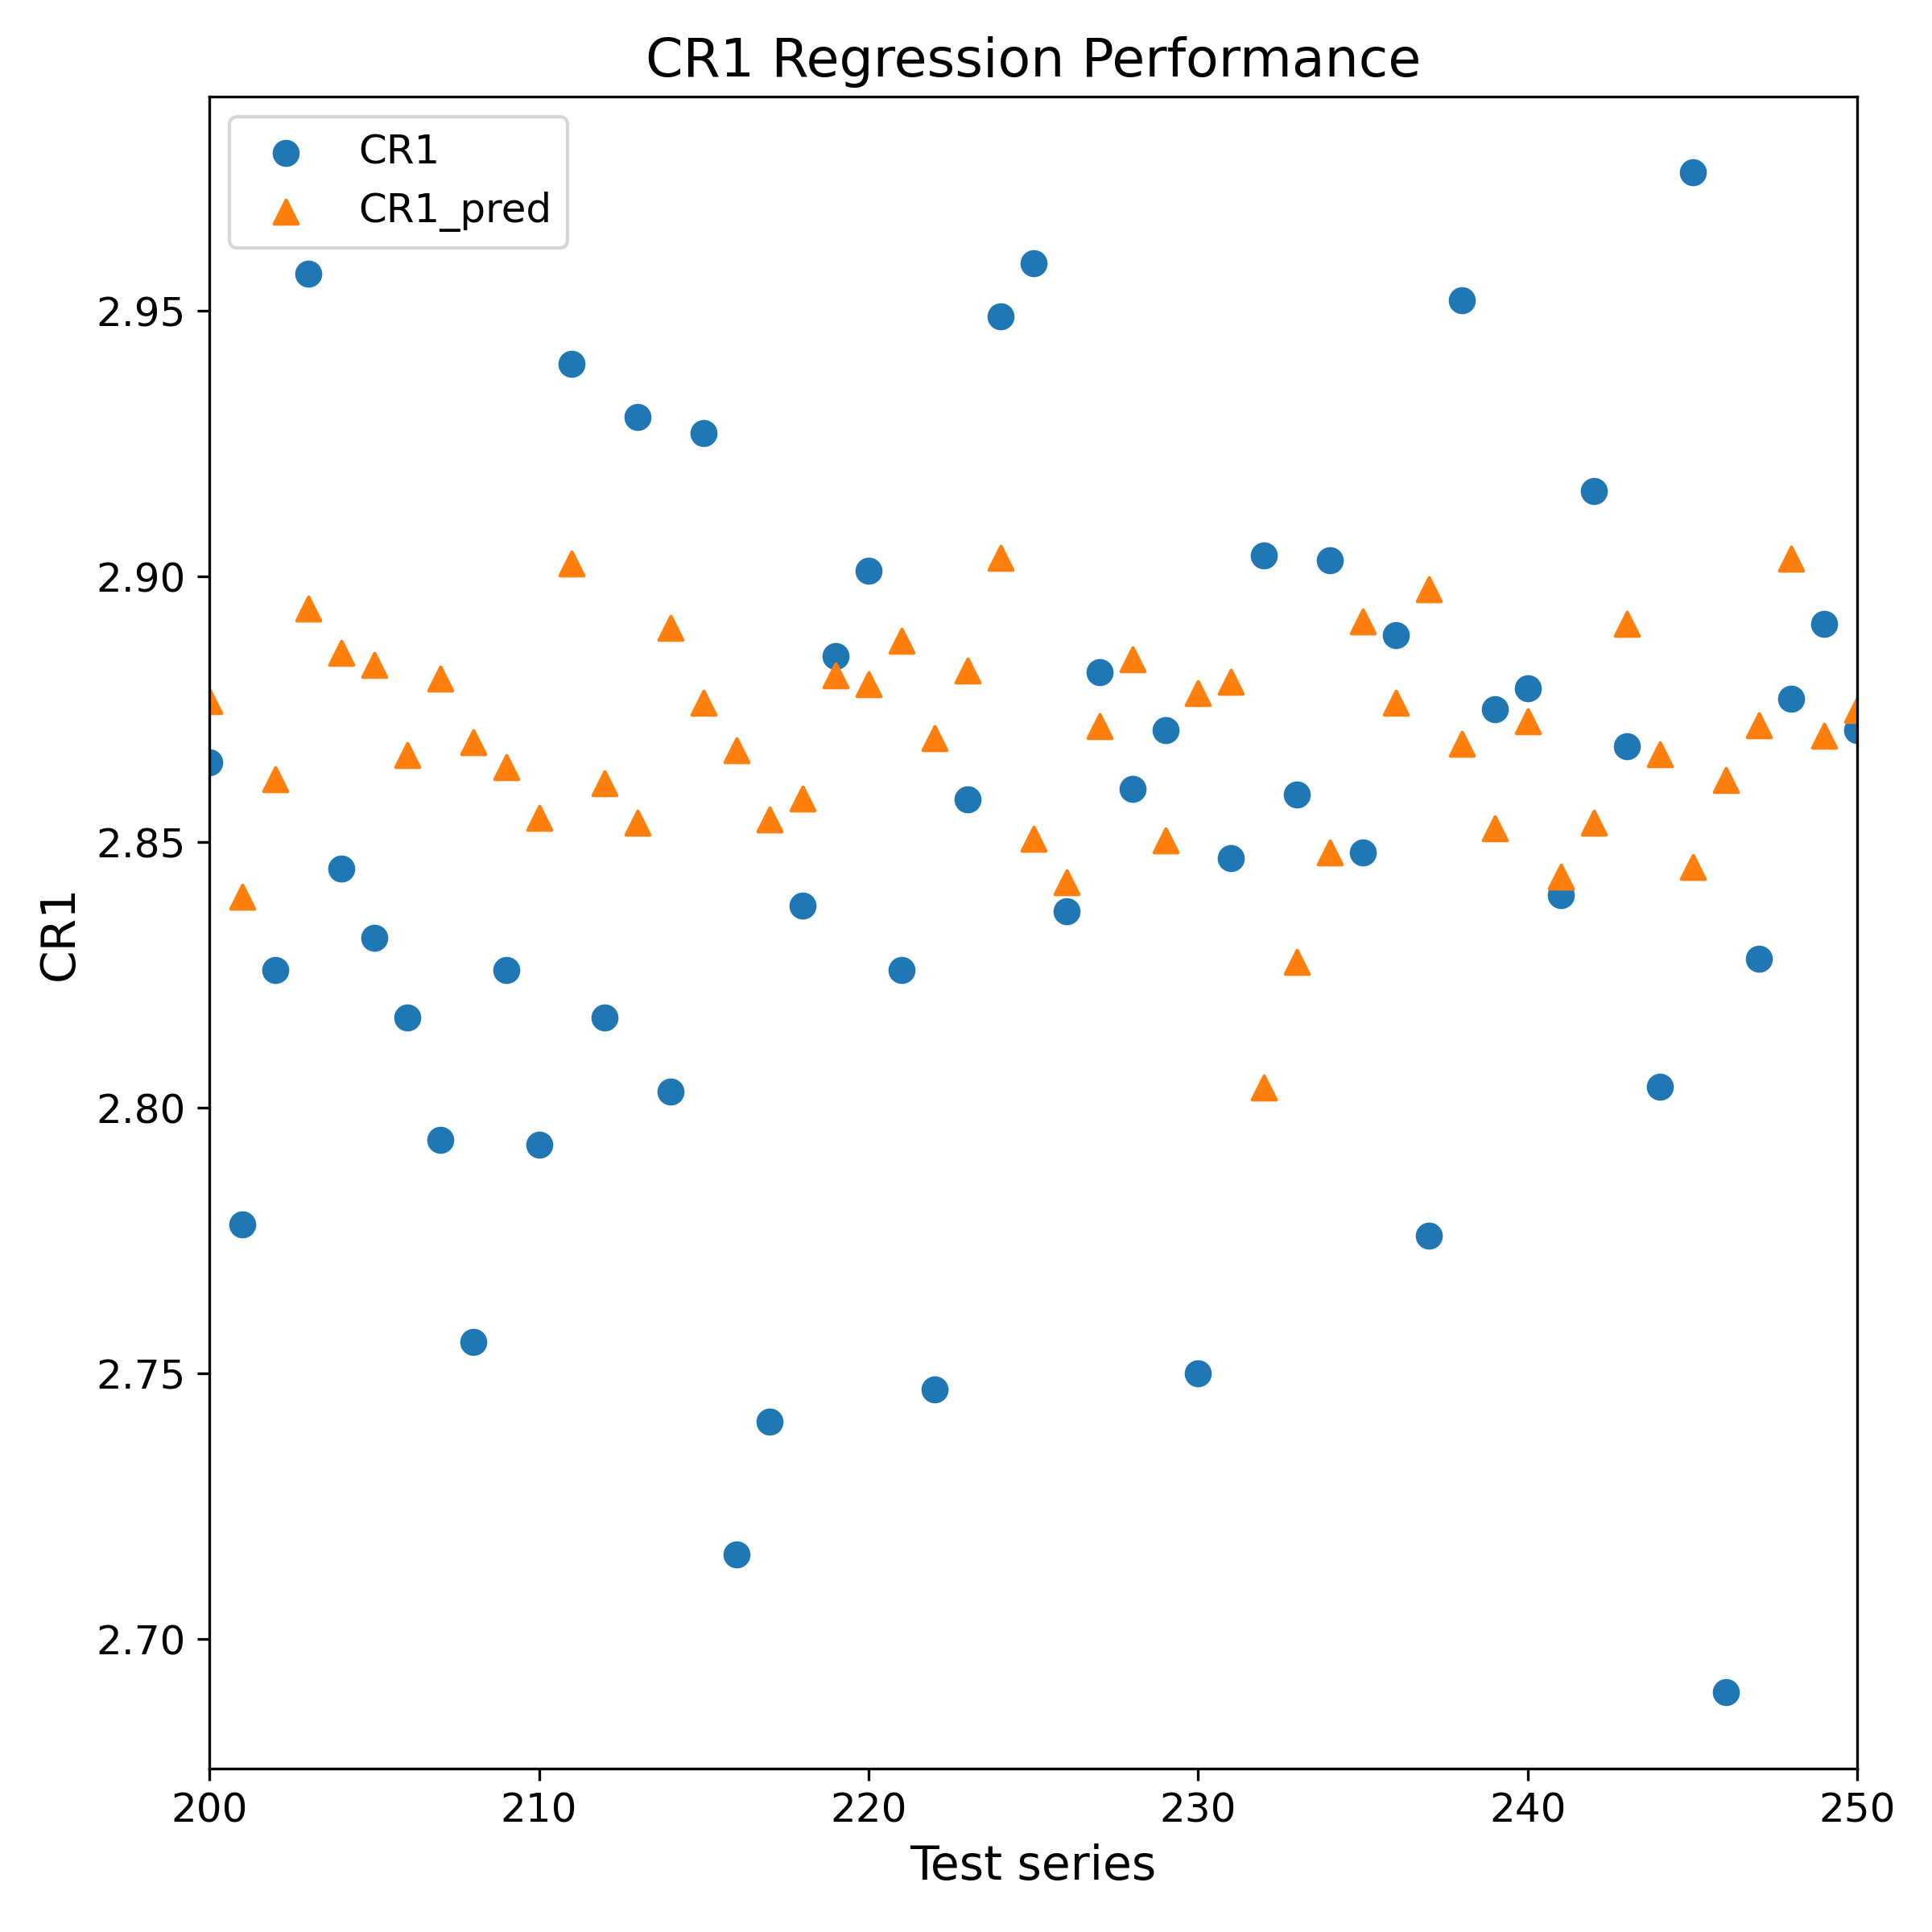 CR1 Regression Performance
CR1
CR1_pred
2.95
2.90
2.85
2.80
2.75
2.70
CR1
200 210 220 230 240 250
Test series